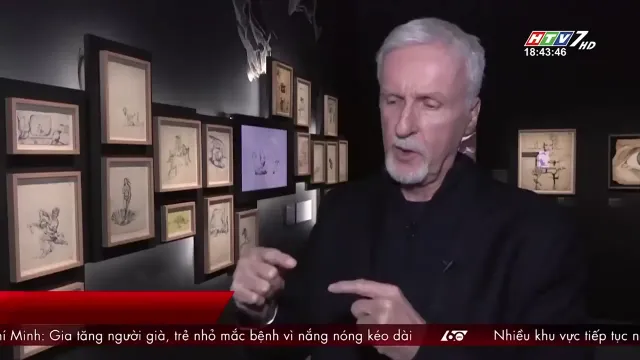 HTV7 HD
18:43:46
hí Minh: Gia tăng người già, trẻ nhỏ mắc bệnh vì nắng nóng kéo dài 60 Nhiều khu vực tiếp tục n